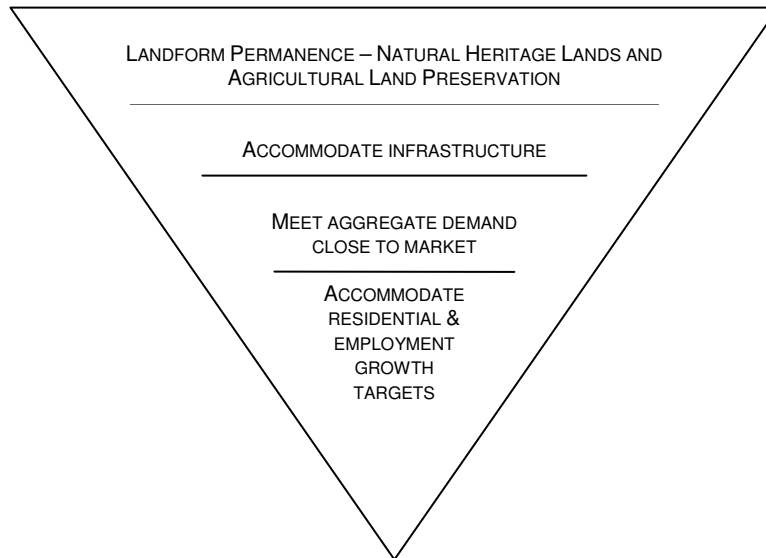 LANDFORM PERMANENCE – NATURAL HERITAGE LANDS AND
AGRICULTURAL LAND PRESERVATION
ACCOMMODATE INFRASTRUCTURE
MEET AGGREGATE DEMAND
CLOSE TO MARKET
ACCOMMODATE
RESIDENTIAL &
EMPLOYMENT
GROWTH
TARGETS